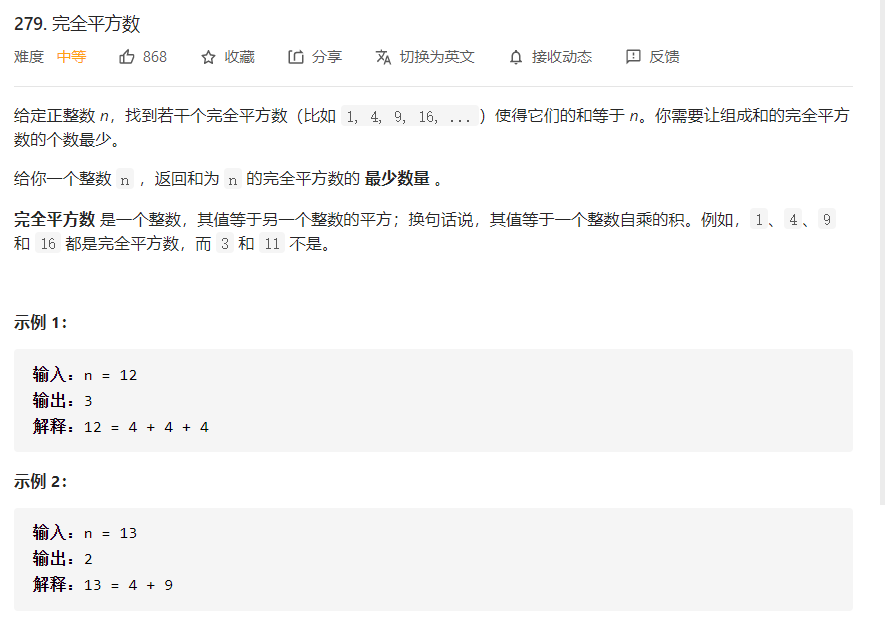 279. 完全平方数
难度 中等 868 收藏 分享 切换为英文 接收动态 反馈
给定正整数 n，找到若干个完全平方数（比如 1, 4, 9, 16, ...）使得它们的和等于 n。你需要让组成和的完全平方
数的个数最少。
给你一个整数 n ，返回和为 n 的完全平方数的 最少数量 。
完全平方数 是一个整数，其值等于另一个整数的平方；换句话说，其值等于一个整数自乘的积。例如，1、4、9
和 16 都是完全平方数，而 3 和 11 不是。
示例 1：
输入：n = 12
输出：3
解释：12 = 4 + 4 + 4
示例 2：
输入：n = 13
输出：2
解释：13 = 4 + 9